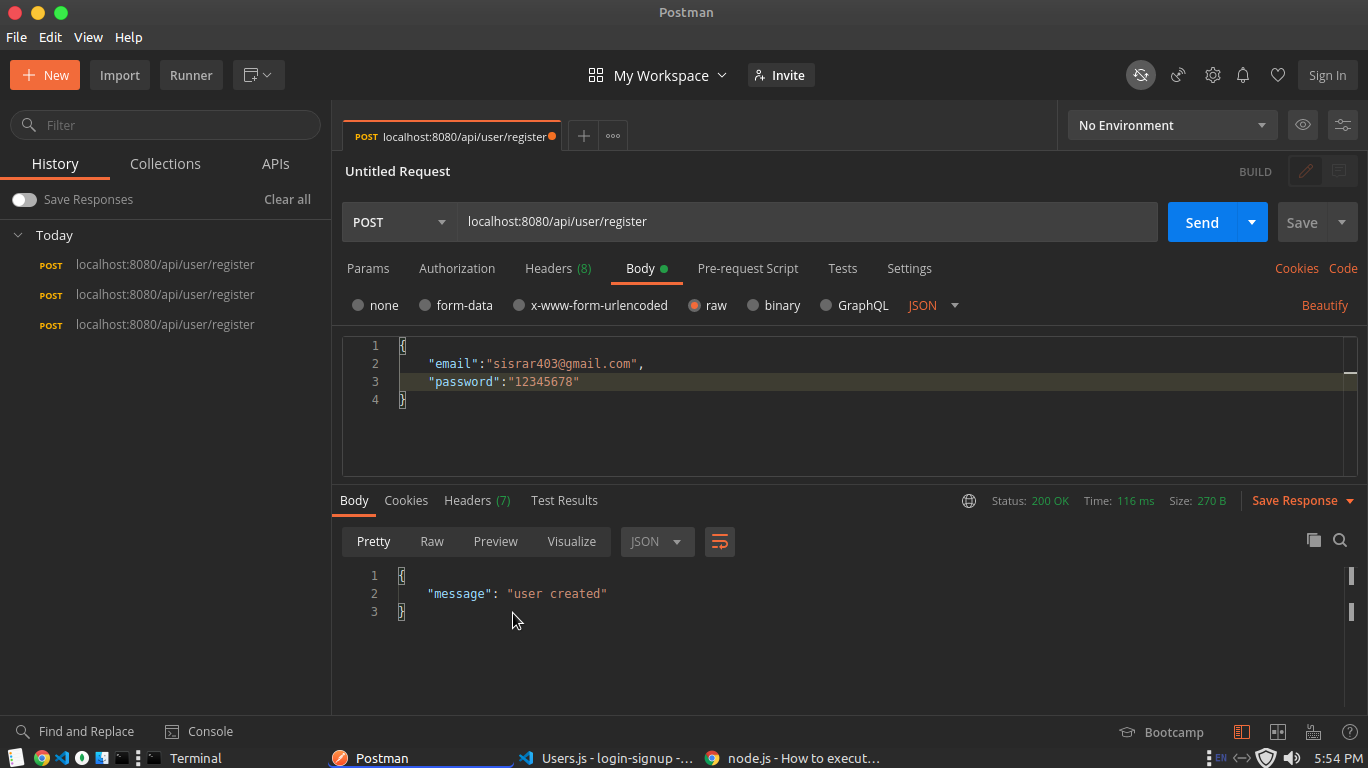 Postman
File Edit View Help
New Import Runner My Workspace Invite Sign In
Filter
History Collections APIs
Save Responses Clear all
Today
POST localhost:8080/api/user/register
POST localhost:8080/api/user/register
POST localhost:8080/api/user/register
POST localhost:8080/api/user/register
No Environment
Untitled Request BUILD
POST localhost:8080/api/user/register Send Save
Params Authorization Headers (8) Body Pre-request Script Tests Settings Cookies Code
none form-data x-www-form-urlencoded raw binary GraphQL JSON Beautify
1 {
2 "email":"sisrar403@gmail.com",
3 "password":"12345678"
4 }
Body Cookies Headers (7) Test Results Status: 200 OK Time: 116 ms Size: 270 B Save Response
Pretty Raw Preview Visualize JSON
1 {
2 "message": "user created"
3 }
Find and Replace Console Bootcamp
Terminal Postman Users.js - login-signup -... node.js - How to execut... EN 5:54 PM